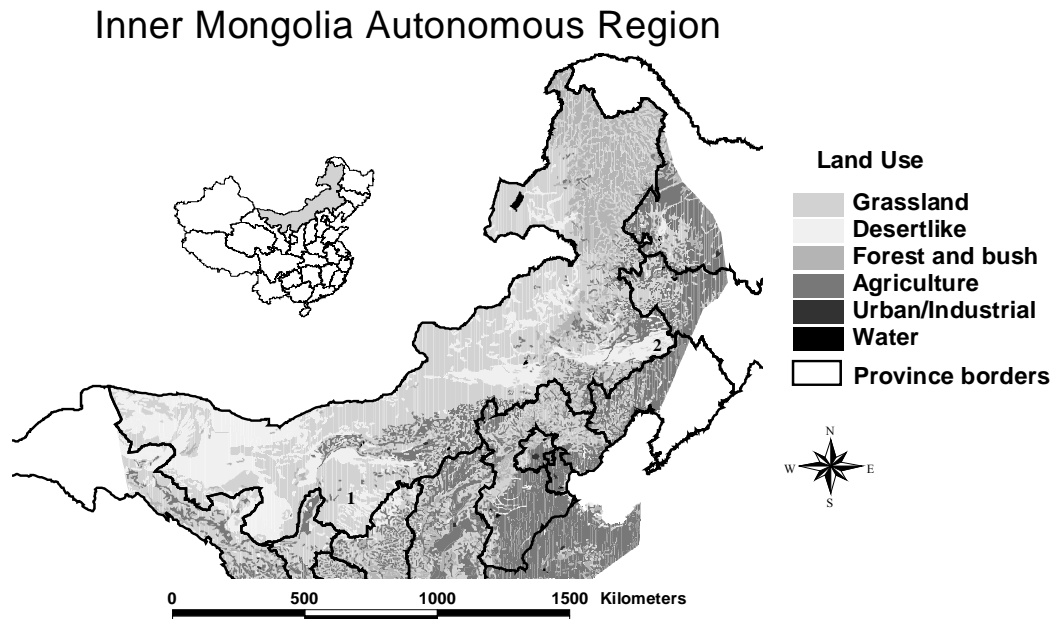 Inner Mongolia Autonomous Region
Land Use
Grassland
Desertlike
Forest and bush
Agriculture
Urban/Industrial
Water
Province borders
2
1
N
W E
S
0 500 1000 1500 Kilometers